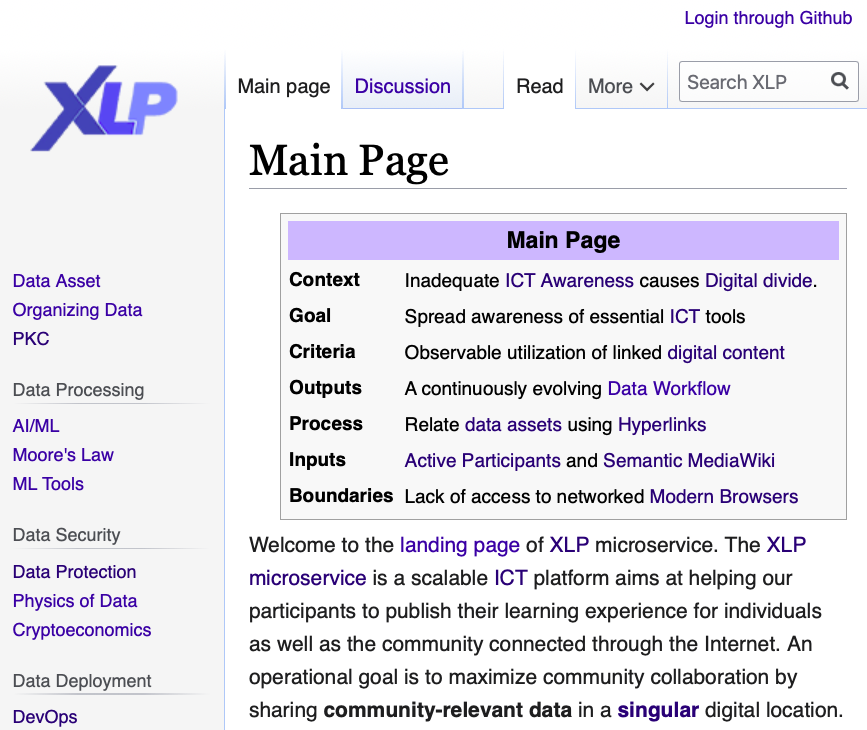 Login through Github
XLP
Main page Discussion Read More Search XLP
Main Page
Data Asset
Organizing Data
PKC
Data Processing
AI/ML
Moore's Law
ML Tools
Data Security
Data Protection
Physics of Data
Cryptoeconomics
Data Deployment
DevOps
Main Page
Context Inadequate ICT Awareness causes Digital divide.
Goal Spread awareness of essential ICT tools
Criteria Observable utilization of linked digital content
Outputs A continuously evolving Data Workflow
Process Relate data assets using Hyperlinks
Inputs Active Participants and Semantic MediaWiki
Boundaries Lack of access to networked Modern Browsers
Welcome to the landing page of XLP microservice. The XLP
microservice is a scalable ICT platform aims at helping our
participants to publish their learning experience for individuals
as well as the community connected through the Internet. An
operational goal is to maximize community collaboration by
sharing community-relevant data in a singular digital location.